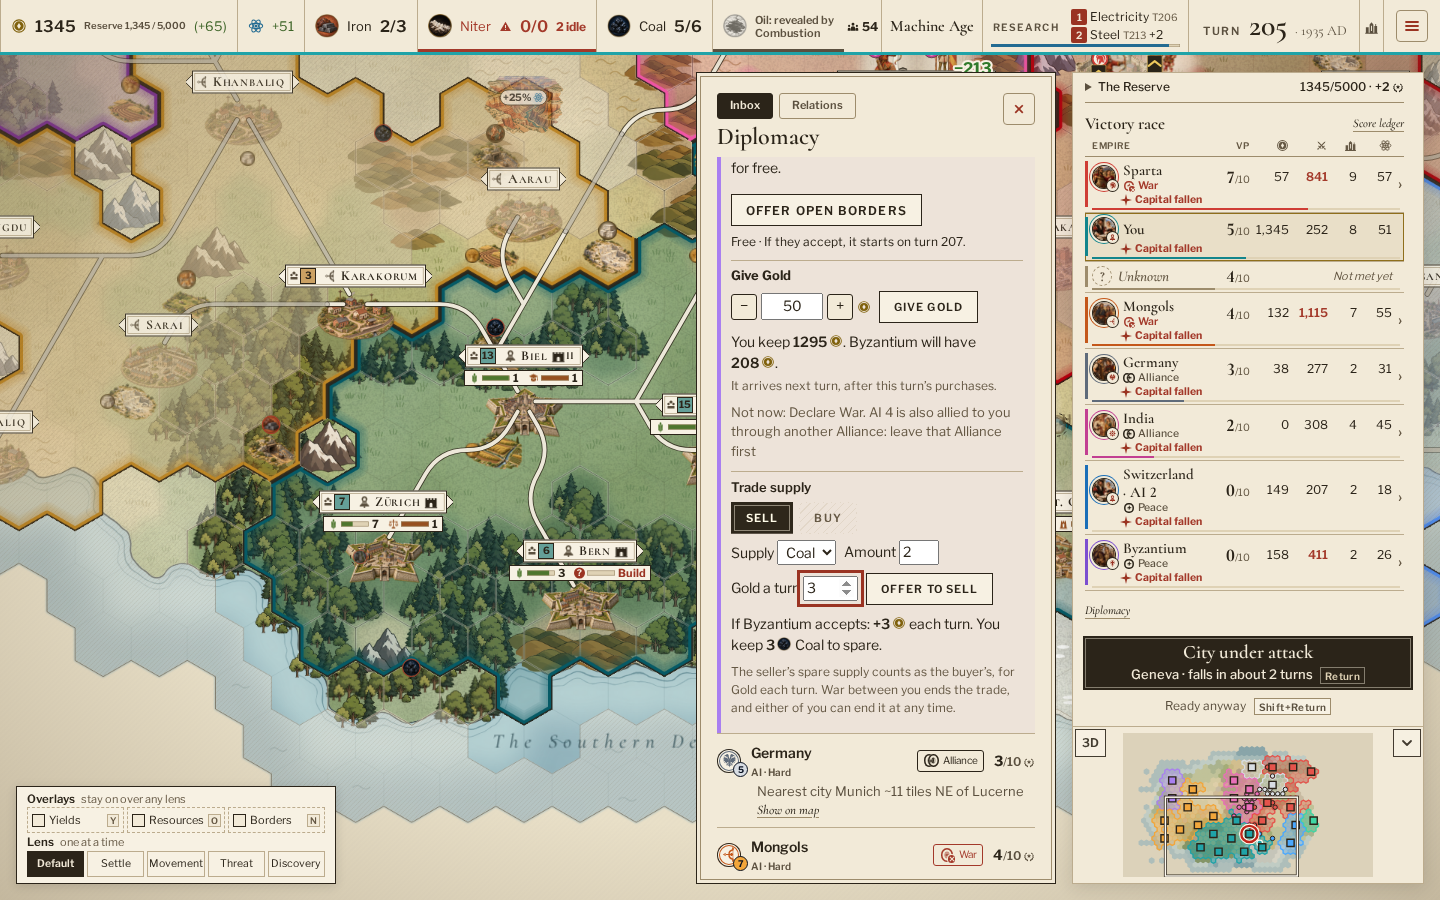 1345 Reserve 1,345 / 5,000 (+65) +51 Iron 2/3 Niter 0/0 2 idle Coal 5/6 Oil: revealed by Combustion 54 Machine Age RESEARCH 1 Electricity T206 2 Steel T213 +2 TURN 205 · 1935 AD
-213
KHANBALIQ
+25%
AARAU
KARAKORUM
3
SARAI
13 BIEL II
1 1
15
7 ZÜRICH
7 1
6 BERN
3 ? Build
The Southern De
Overlays stay on over any lens
Yields Y Resources O Borders N
Lens one at a time
Default Settle Movement Threat Discovery
Inbox Relations ×
Diplomacy
for free.
OFFER OPEN BORDERS
Free · If they accept, it starts on turn 207.
Give Gold
− 50 + GIVE GOLD
You keep 1295 . Byzantium will have
208 .
It arrives next turn, after this turn's purchases.
Not now: Declare War. AI 4 is also allied to you
through another Alliance: leave that Alliance
first
Trade supply
SELL BUY
Supply Coal Amount 2
Gold a turn 3 OFFER TO SELL
If Byzantium accepts: +3 each turn. You
keep 3 Coal to spare.
The seller's spare supply counts as the buyer's, for
Gold each turn. War between you ends the trade,
and either of you can end it at any time.
5 Germany Alliance 3/10
AI · Hard
Nearest city Munich ~11 tiles NE of Lucerne
Show on map
7 Mongols War 4/10
AI · Hard
The Reserve 1345/5000 · +2
Victory race Score ledger
EMPIRE VP
Sparta 7/10 57 841 9 57 ›
War
Capital fallen
You 5/10 1,345 252 8 51
Capital fallen
? Unknown 4/10 Not met yet
Mongols 4/10 132 1,115 7 55 ›
War
Capital fallen
Germany 3/10 38 277 2 31 ›
Alliance
Capital fallen
India 2/10 0 308 4 45 ›
Alliance
Capital fallen
Switzerland
· AI 2 0/10 149 207 2 18 ›
Peace
Capital fallen
Byzantium 0/10 158 411 2 26 ›
Peace
Capital fallen
Diplomacy
City under attack
Geneva · falls in about 2 turns Return
Ready anyway Shift+Return
3D